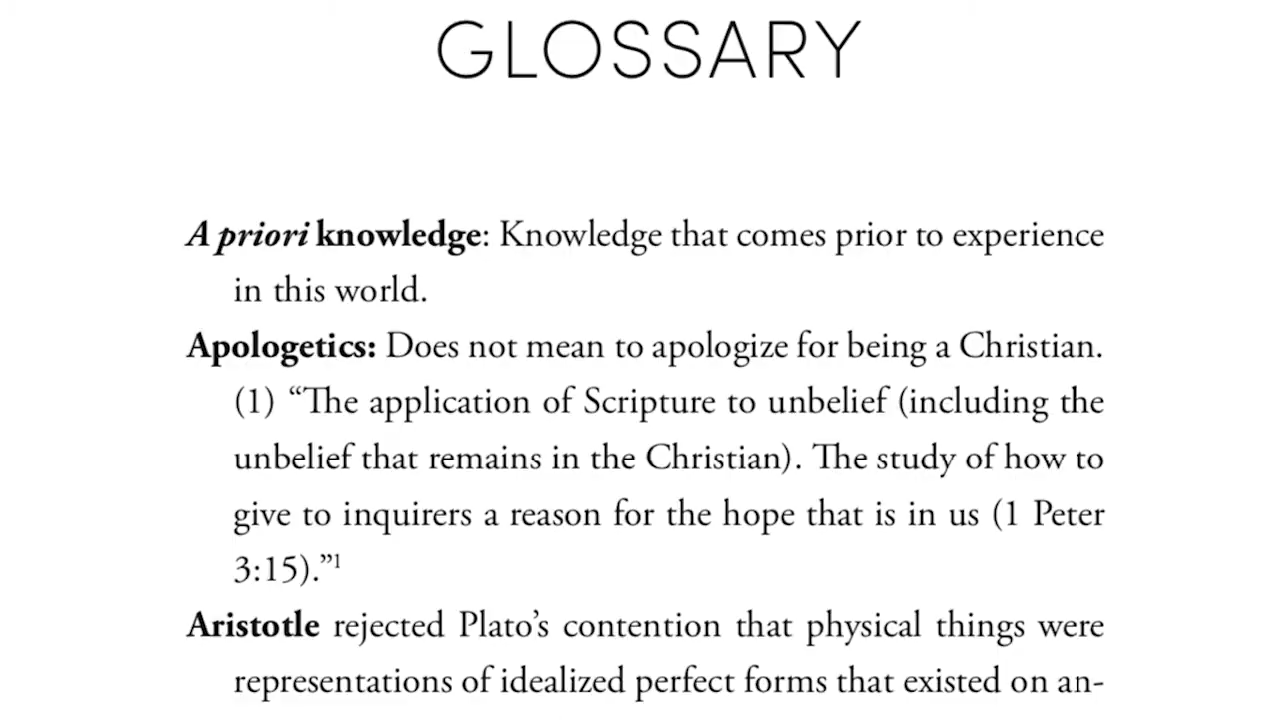 GLOSSARY
A priori knowledge: Knowledge that comes prior to experience
in this world.
Apologetics: Does not mean to apologize for being a Christian.
(1) “The application of Scripture to unbelief (including the
unbelief that remains in the Christian). The study of how to
give to inquirers a reason for the hope that is in us (1 Peter
3:15).”1
Aristotle rejected Plato’s contention that physical things were
representations of idealized perfect forms that existed on an-